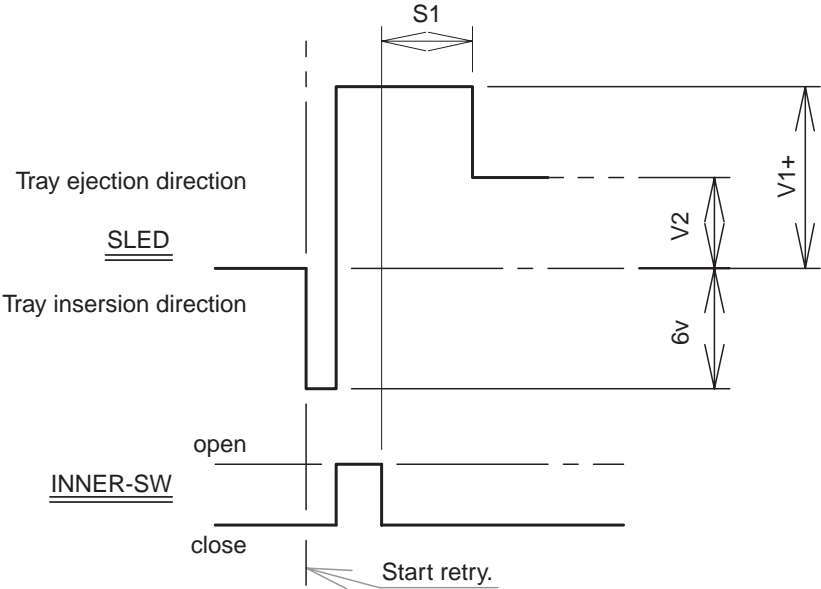 S1
Tray ejection direction
V1+
V2
SLED
Tray insersion direction
6v
open
INNER-SW
close
Start retry.